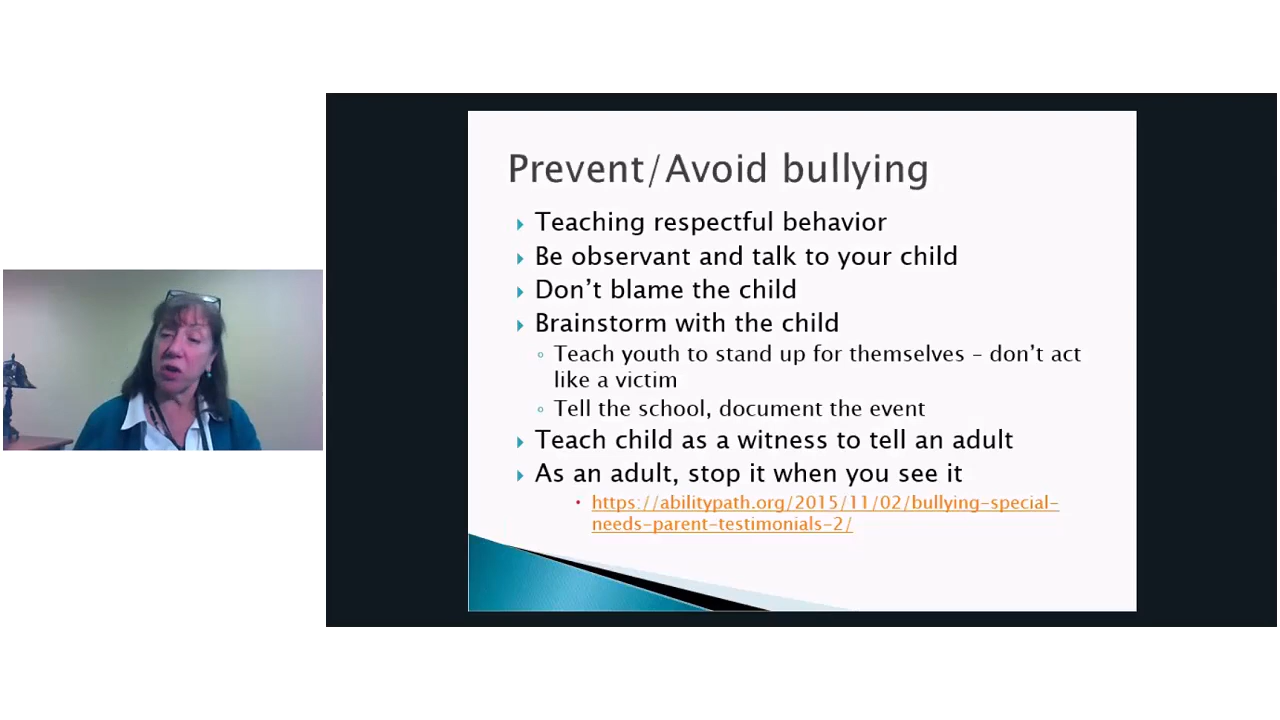 Prevent/Avoid bullying
Teaching respectful behavior
Be observant and talk to your child
Don't blame the child
Brainstorm with the child
Teach youth to stand up for themselves – don't act
like a victim
Tell the school, document the event
Teach child as a witness to tell an adult
As an adult, stop it when you see it
https://abilitypath.org/2015/11/02/bullying-special-
needs-parent-testimonials-2/